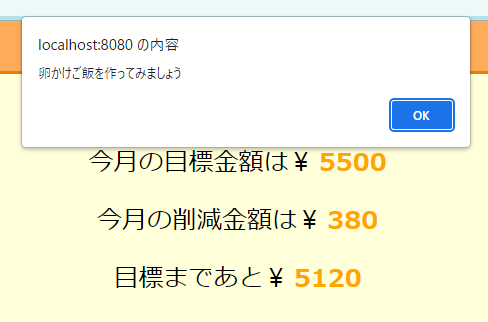 localhost:8080 の内容
卵かけご飯を作ってみましょう
OK
今月の目標金額は¥ 5500
今月の削減金額は¥ 380
目標まであと¥ 5120